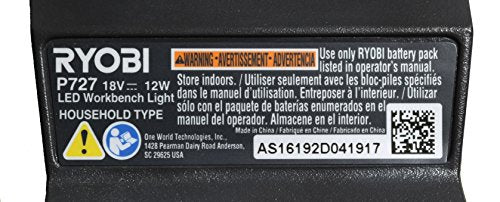 RYOBI
P727 18V⎓ 12W
LED Workbench Light
HOUSEHOLD TYPE
One World Technologies, Inc.,
1428 Pearman Dairy Road Anderson,
SC 29625 USA
WARNING - AVERTISSEMENT - ADVERTENCIA Use only RYOBI battery pack
listed in operator's manual.
Store indoors. / Utiliser seulement avec les bloc-piles spécifiés
dans le manuel d'utilisation. Entreposer à l'intérieur. / Utilizar
sólo con el paquete de baterías enumerados en el
manual del operador. Almacene en el interior.
Made in China / Fabriqué en Chine / Fabricado en China
AS16192D041917